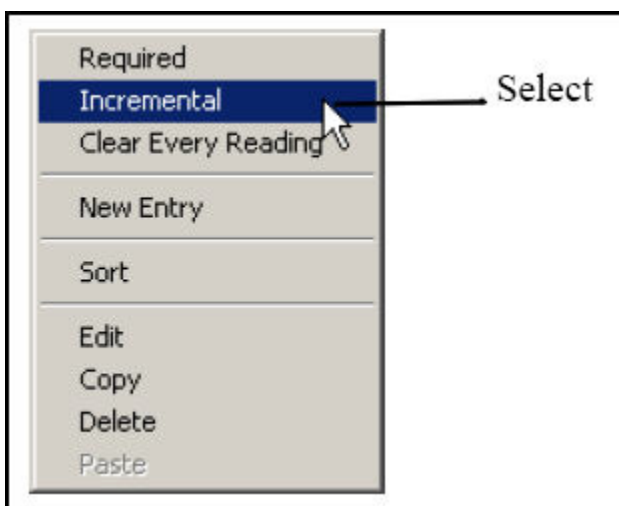 Required
Incremental
Select
Clear Every Reading
New Entry
Sort
Edit
Copy
Delete
Paste